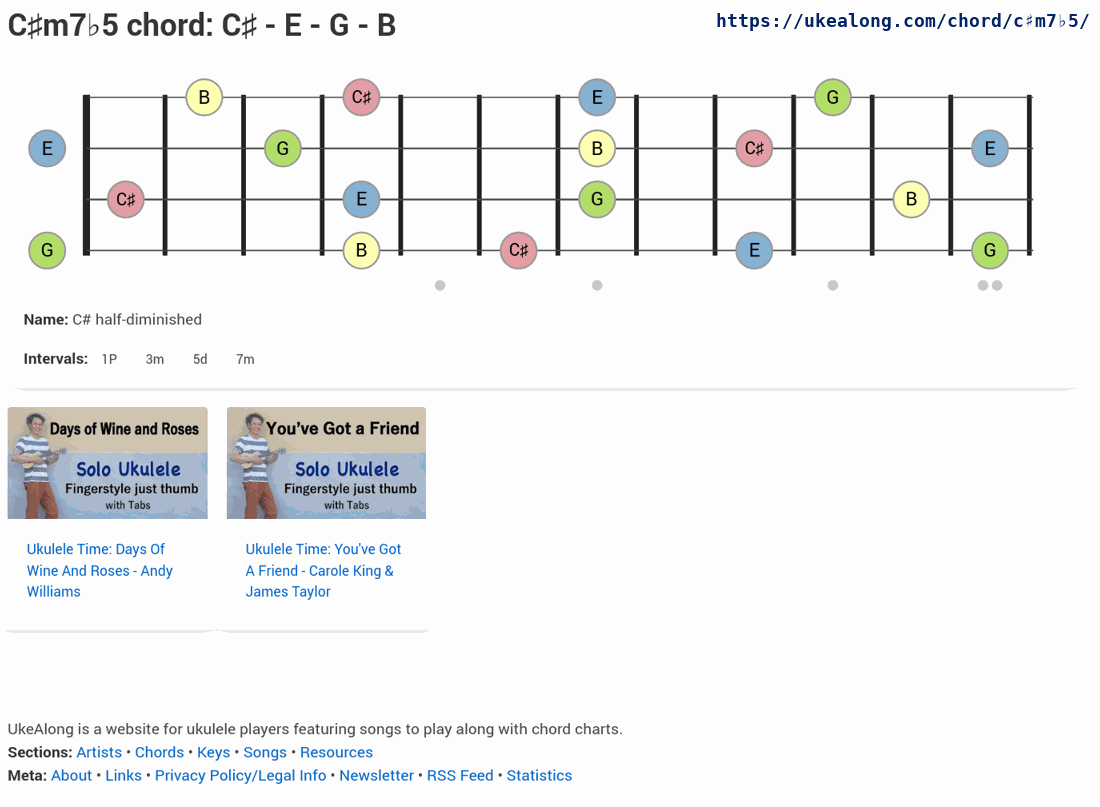 C♯m7♭5 chord: C♯ - E - G - B
https://ukealong.com/chord/c♯m7♭5/
B C♯ E G
E G B C♯ E
C♯ E G B
G B C♯ E G
Name: C# half-diminished
Intervals: 1P 3m 5d 7m
Days of Wine and Roses
Solo Ukulele
Fingerstyle just thumb
with Tabs
You've Got a Friend
Solo Ukulele
Fingerstyle just thumb
with Tabs
Ukulele Time: Days Of
Wine And Roses - Andy
Williams
Ukulele Time: You've Got
A Friend - Carole King &
James Taylor
UkeAlong is a website for ukulele players featuring songs to play along with chord charts.
Sections: Artists • Chords • Keys • Songs • Resources
Meta: About • Links • Privacy Policy/Legal Info • Newsletter • RSS Feed • Statistics